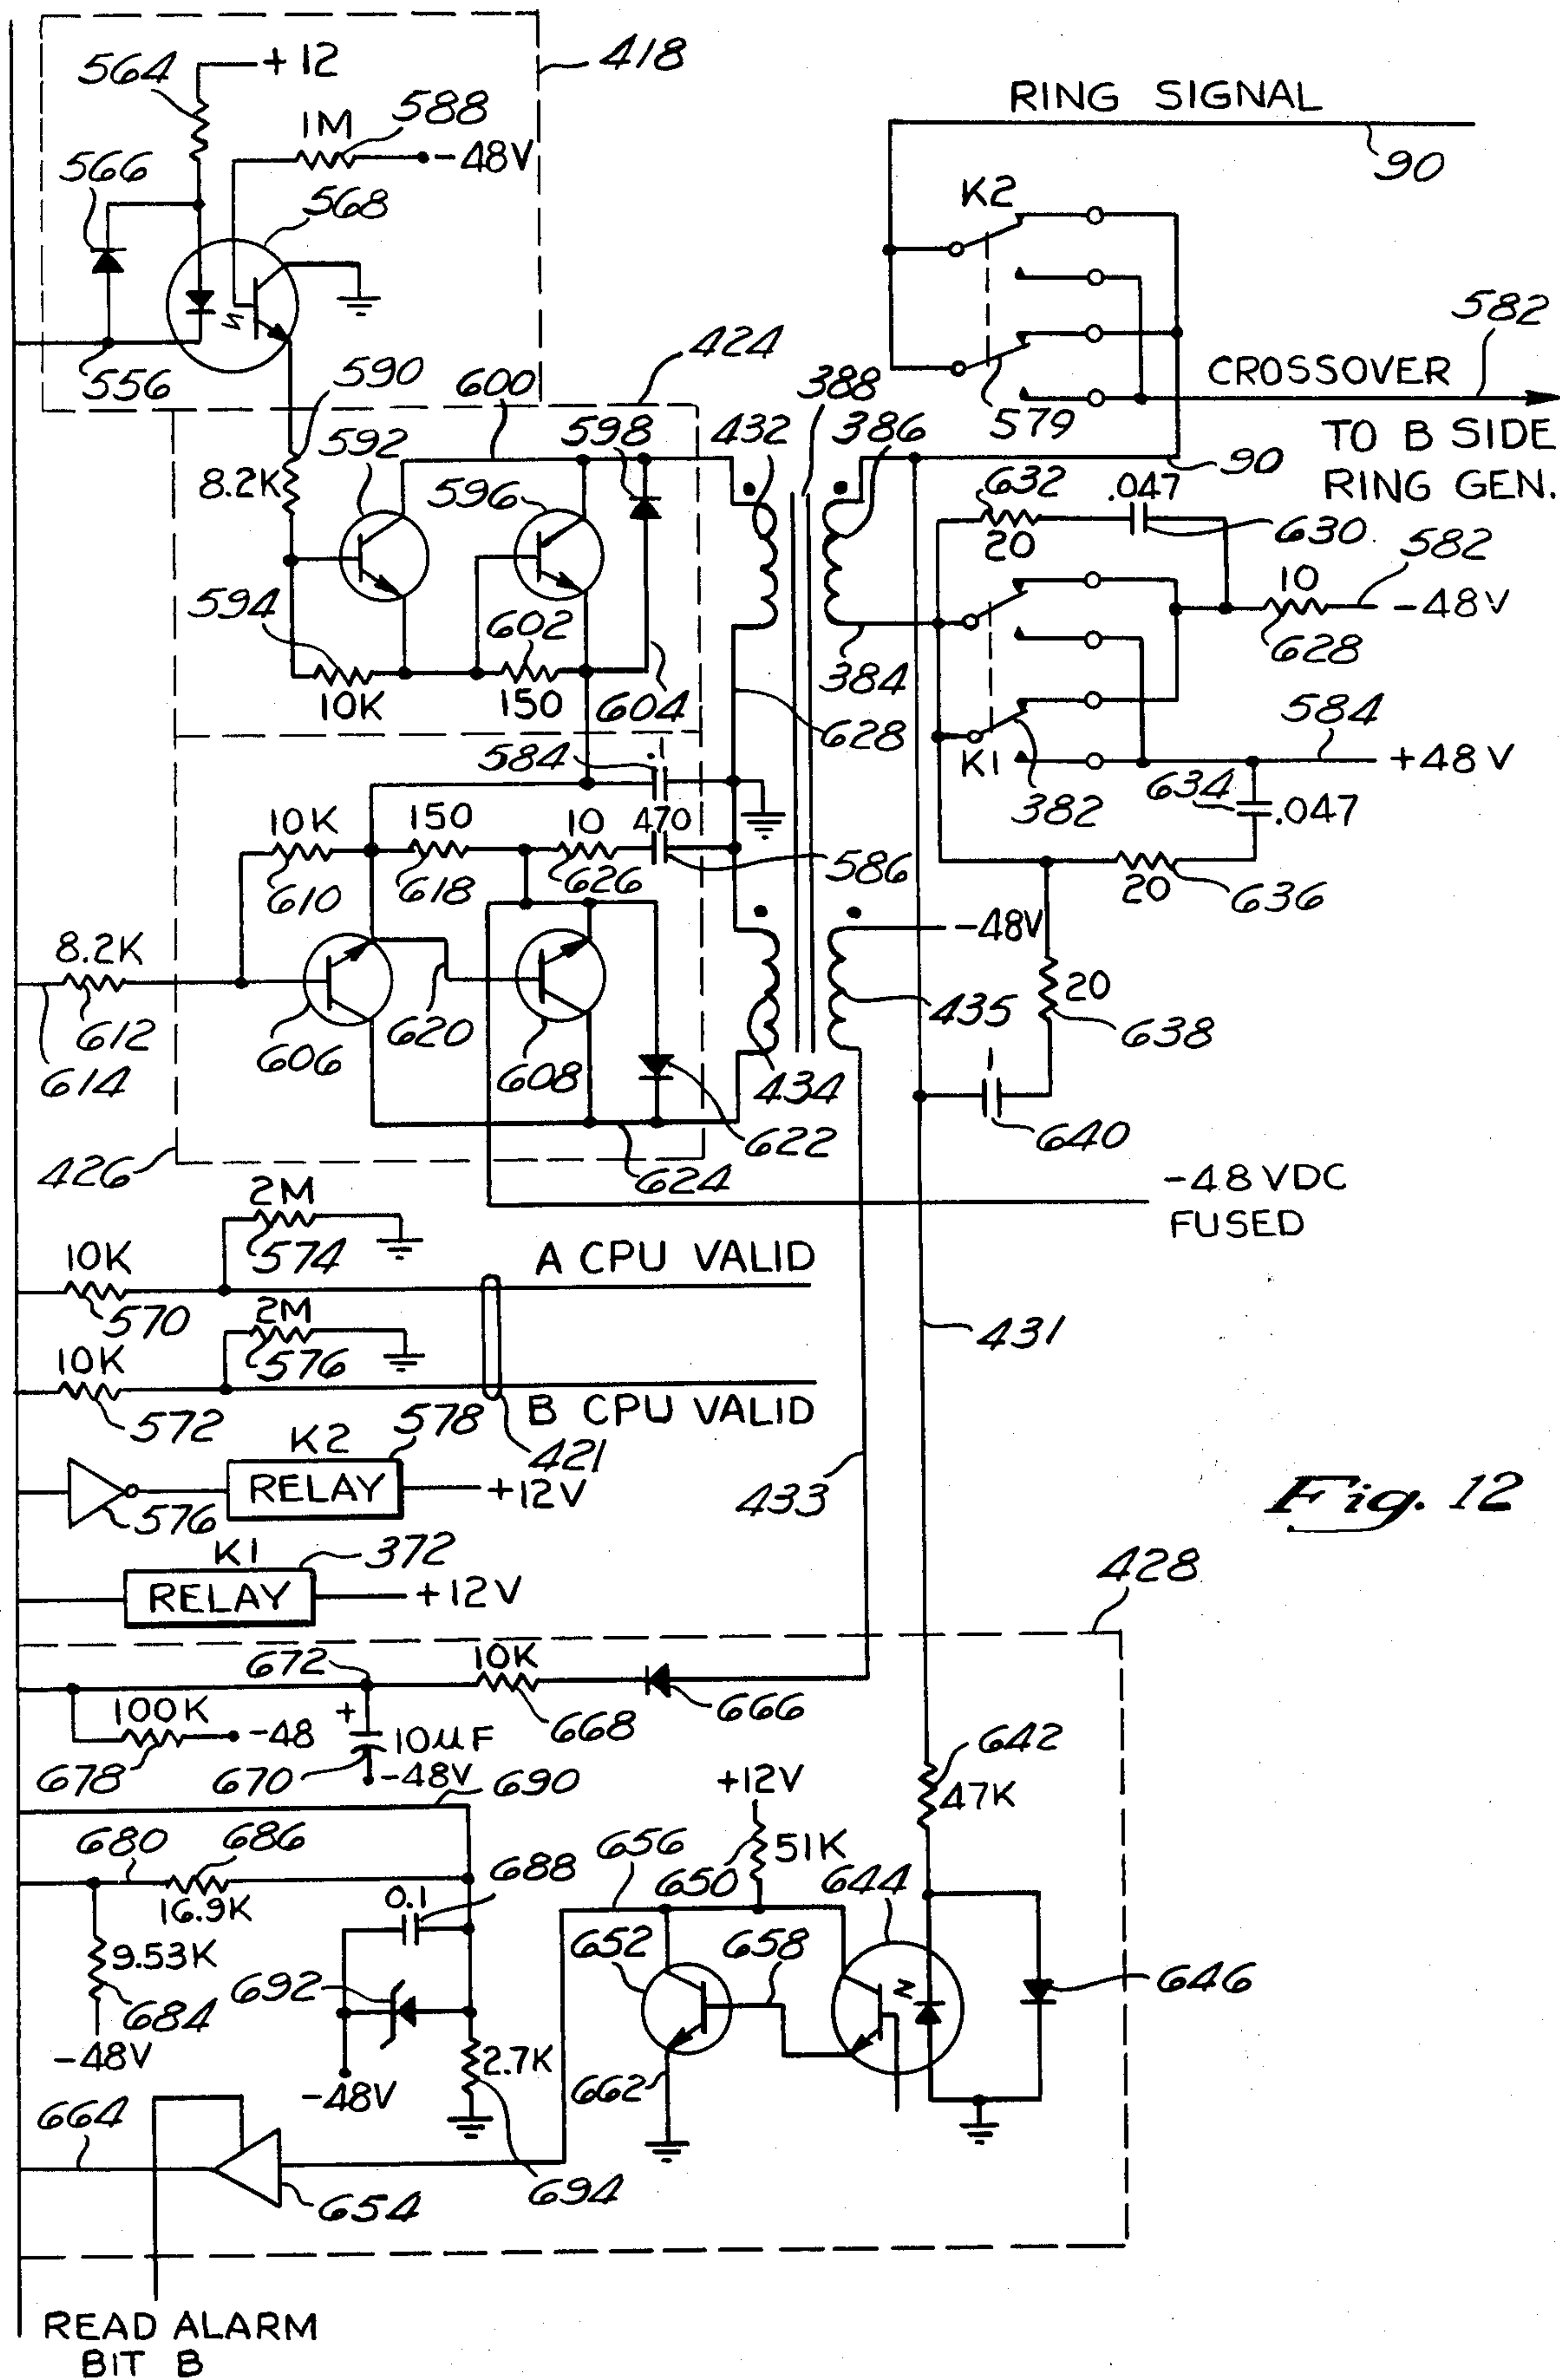 564
+ 12
418
588
1M
- 48V
566
568
556
590
RING SIGNAL
90
K2
579
582
CROSSOVER
TO B SIDE
RING GEN.
90
424
600
598
432
388
386
592
8.2K
596
594
10K
602
150
604
632
.047
20
630
582
10
- 48V
628
384
628
K1
382
584
+48V
634
.047
20
636
584
.1
10K
150
10
470
610
618
626
586
8.2K
612
614
606
620
608
434
622
624
426
-48V
435
20
638
1
640
-48 VDC
FUSED
2M
574
10K
570
A CPU VALID
2M
576
10K
572
B CPU VALID
421
K2
578
RELAY
+12V
576
K1
372
RELAY
+12V
433
431
Fig. 12
428
672
10K
668
666
100K
-48
678
+
10µF
670
-48V
690
642
47K
+12V
51K
650
656
644
680
686
16.9K
0.1
688
652
658
646
9.53K
684
-48V
692
-48V
2.7K
662
664
654
694
READ ALARM
BIT B